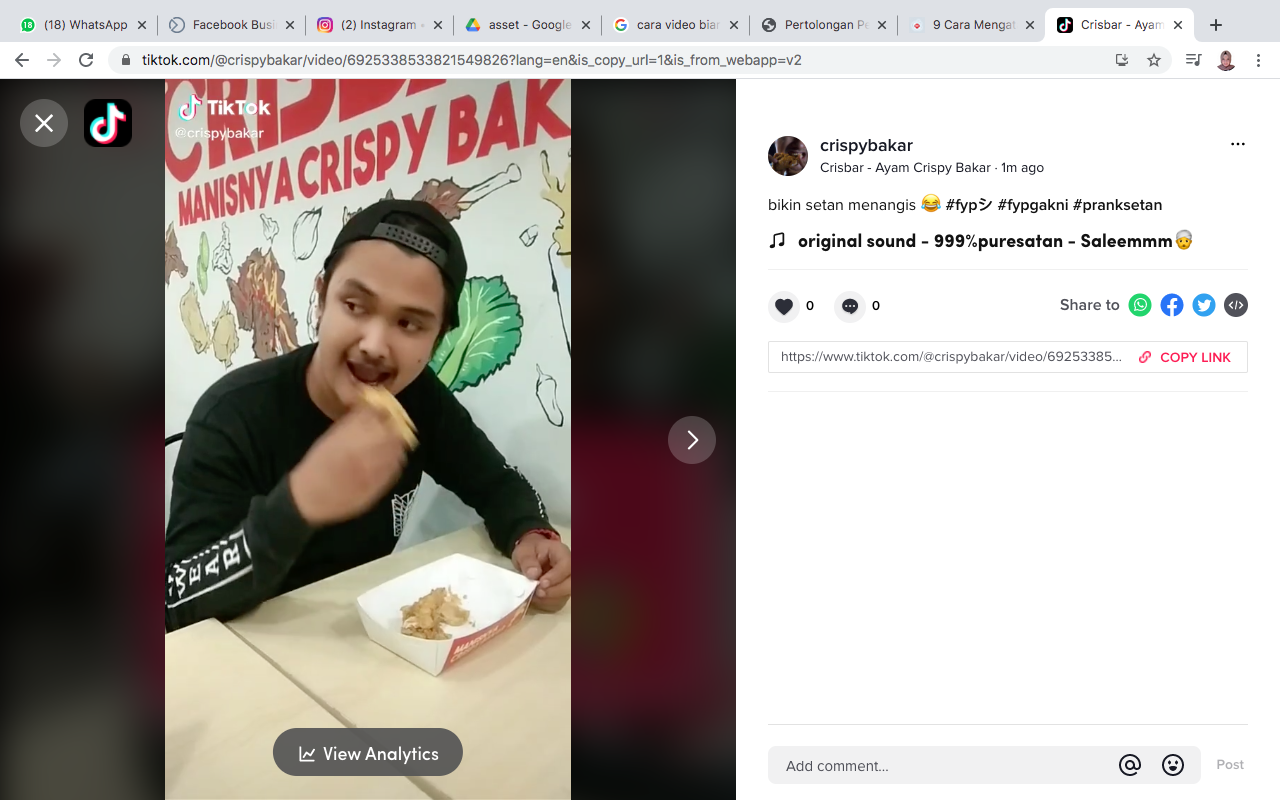 (18) WhatsApp
Facebook Busi
(2) Instagram
asset - Google
cara video biar
Pertolongan Pe
9 Cara Mengat
Crisbar - Ayam
tiktok.com/@crispybakar/video/6925338533821549826?lang=en&is_copy_url=1&is_from_webapp=v2
TikTok
@crispybakar
MANISNYA CRISPY BAK
WEAR
MANISNYA
View Analytics
crispybakar
Crisbar - Ayam Crispy Bakar · 1m ago
bikin setan menangis 😂 #fypシ #fypgakni #pranksetan
original sound - 999%puresatan - Saleemmm👳
0
0
Share to
https://www.tiktok.com/@crispybakar/video/69253385...
COPY LINK
Add comment...
Post